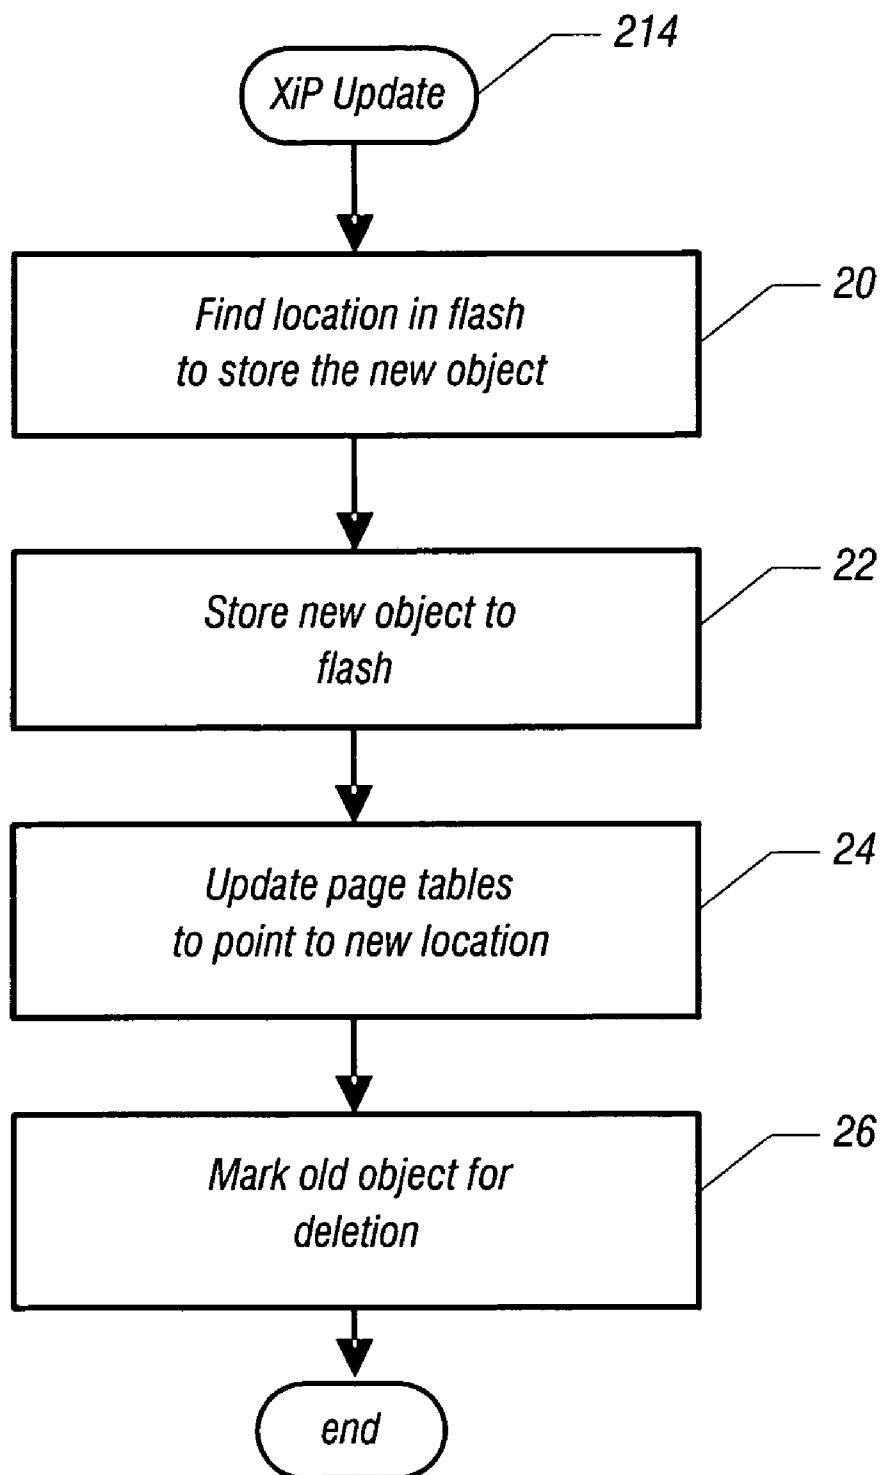 214
XiP Update
20
Find location in flash
to store the new object
22
Store new object to
flash
24
Update page tables
to point to new location
26
Mark old object for
deletion
end